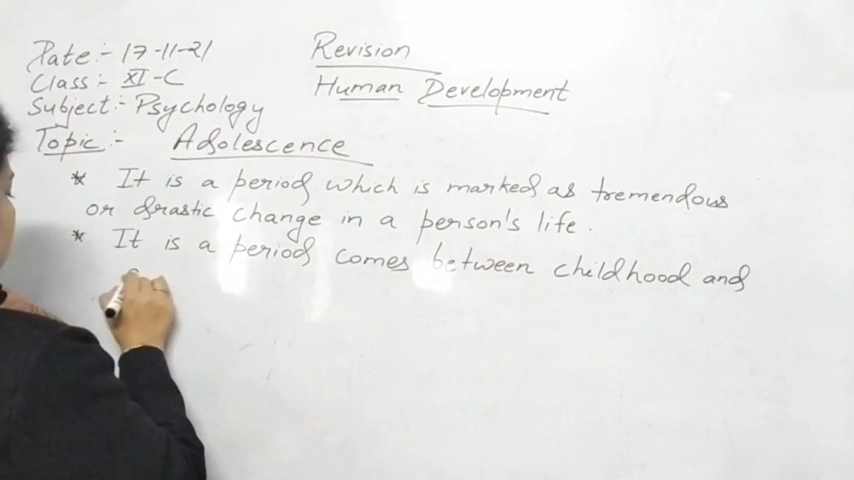 Date:- 17-11-21
Revision
Class:- XI-C
Human Development
Subject:- Psychology
Topic:- Adolescence
* It is a period which is marked as tremendous
or drastic change in a person's life.
* It is a period comes between childhood and